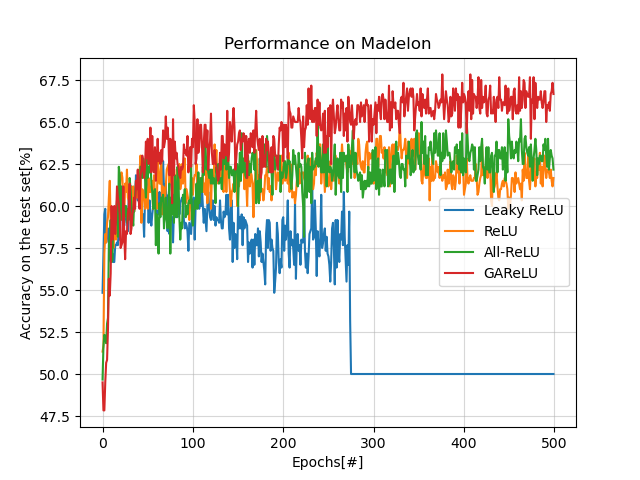 Performance on Madelon
Accuracy on the test set[%]
67.5
65.0
62.5
60.0
57.5
55.0
52.5
50.0
47.5
Leaky ReLU
ReLU
All-ReLU
GAReLU
0
100
200
300
400
500
Epochs[#]